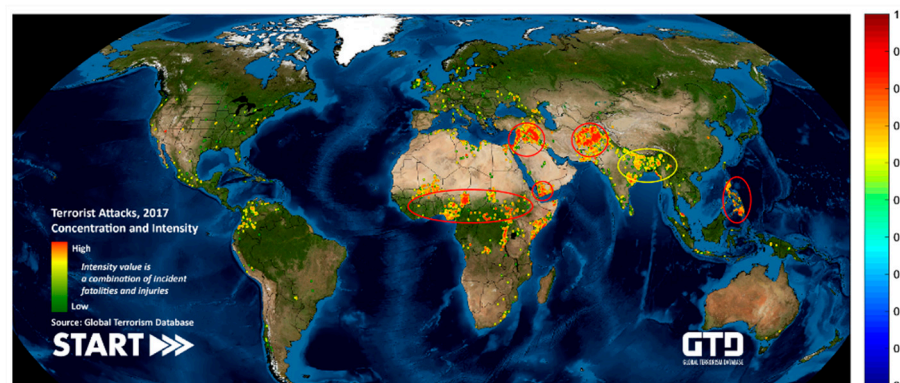 Terrorist Attacks, 2017
Concentration and Intensity
High
Intensity value is
a combination of incident
fatalities and injuries
Low
Source: Global Terrorism Database
START
GTD
GLOBAL TERRORISM DATABASE
1
0
0
0
0
0
0
0
0
0